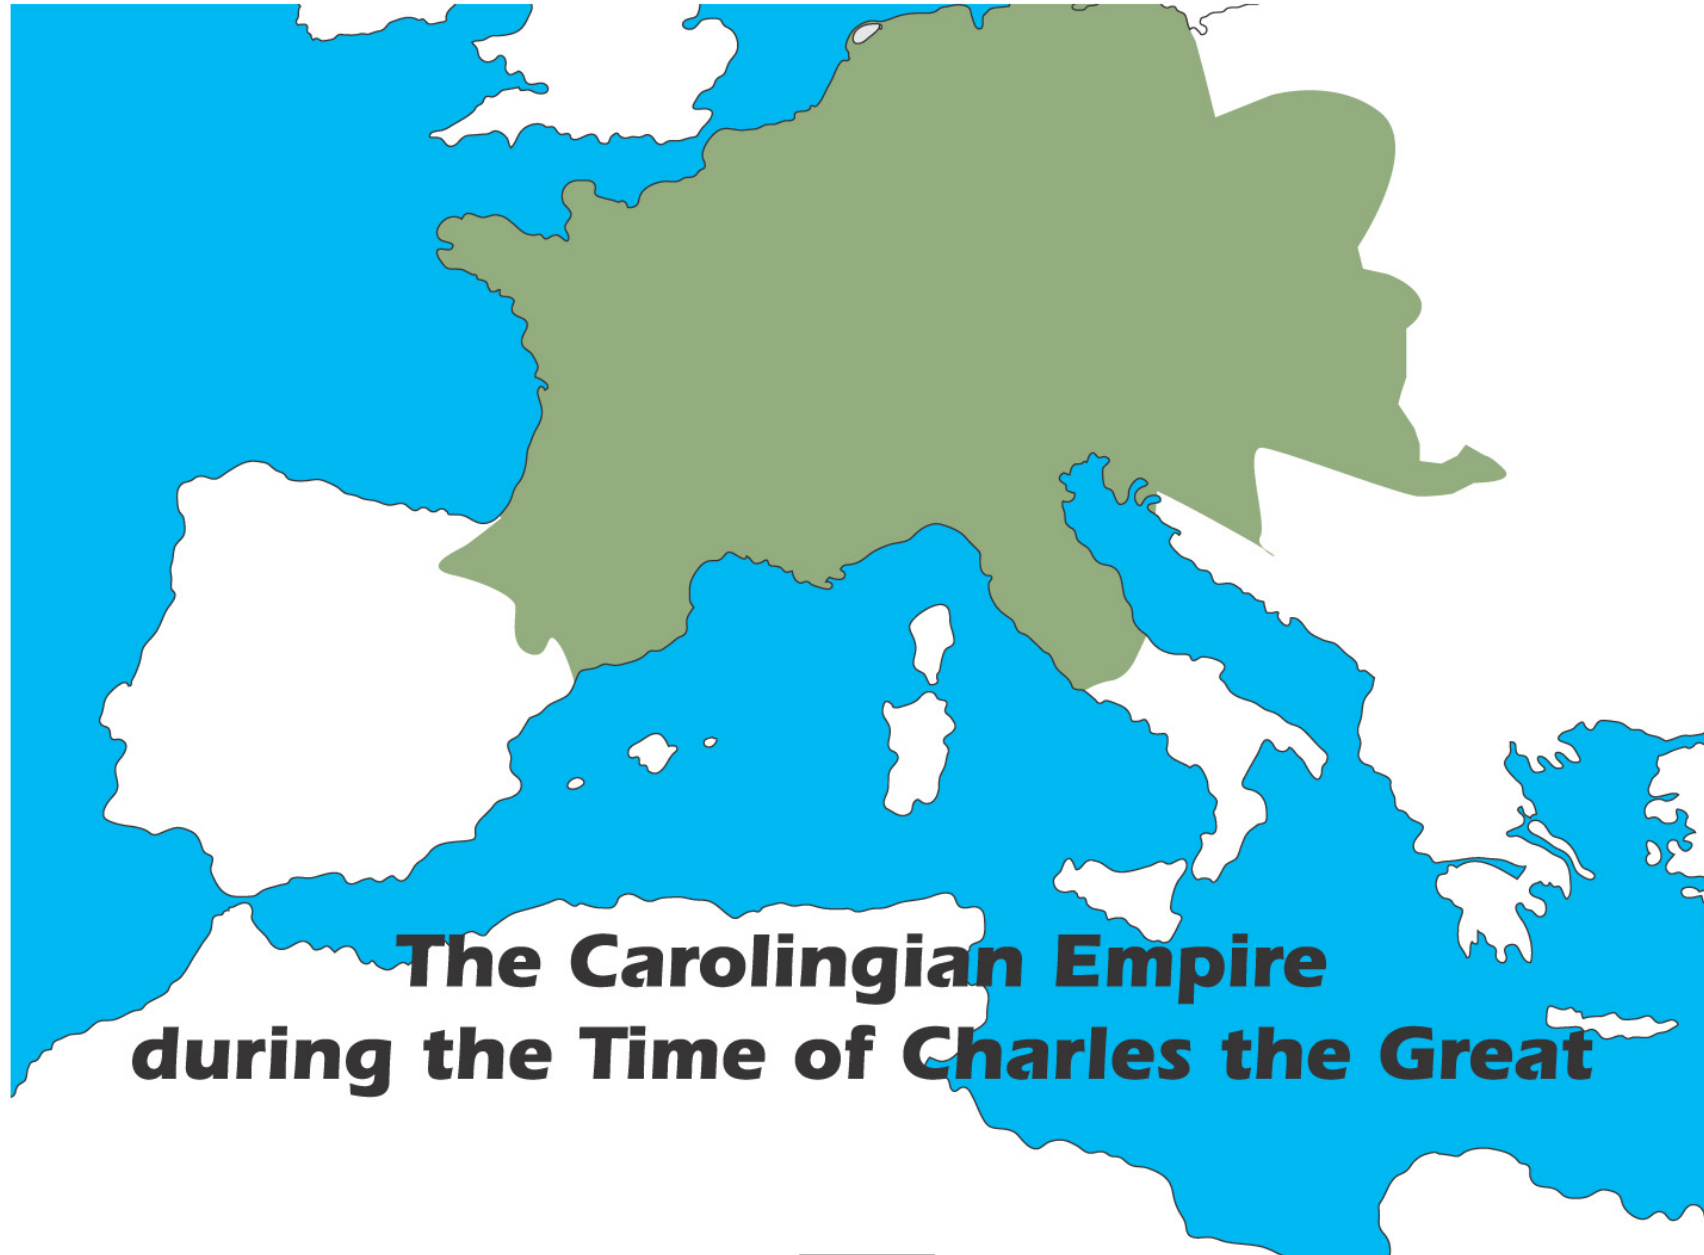 The Carolingian Empire
during the Time of Charles the Great